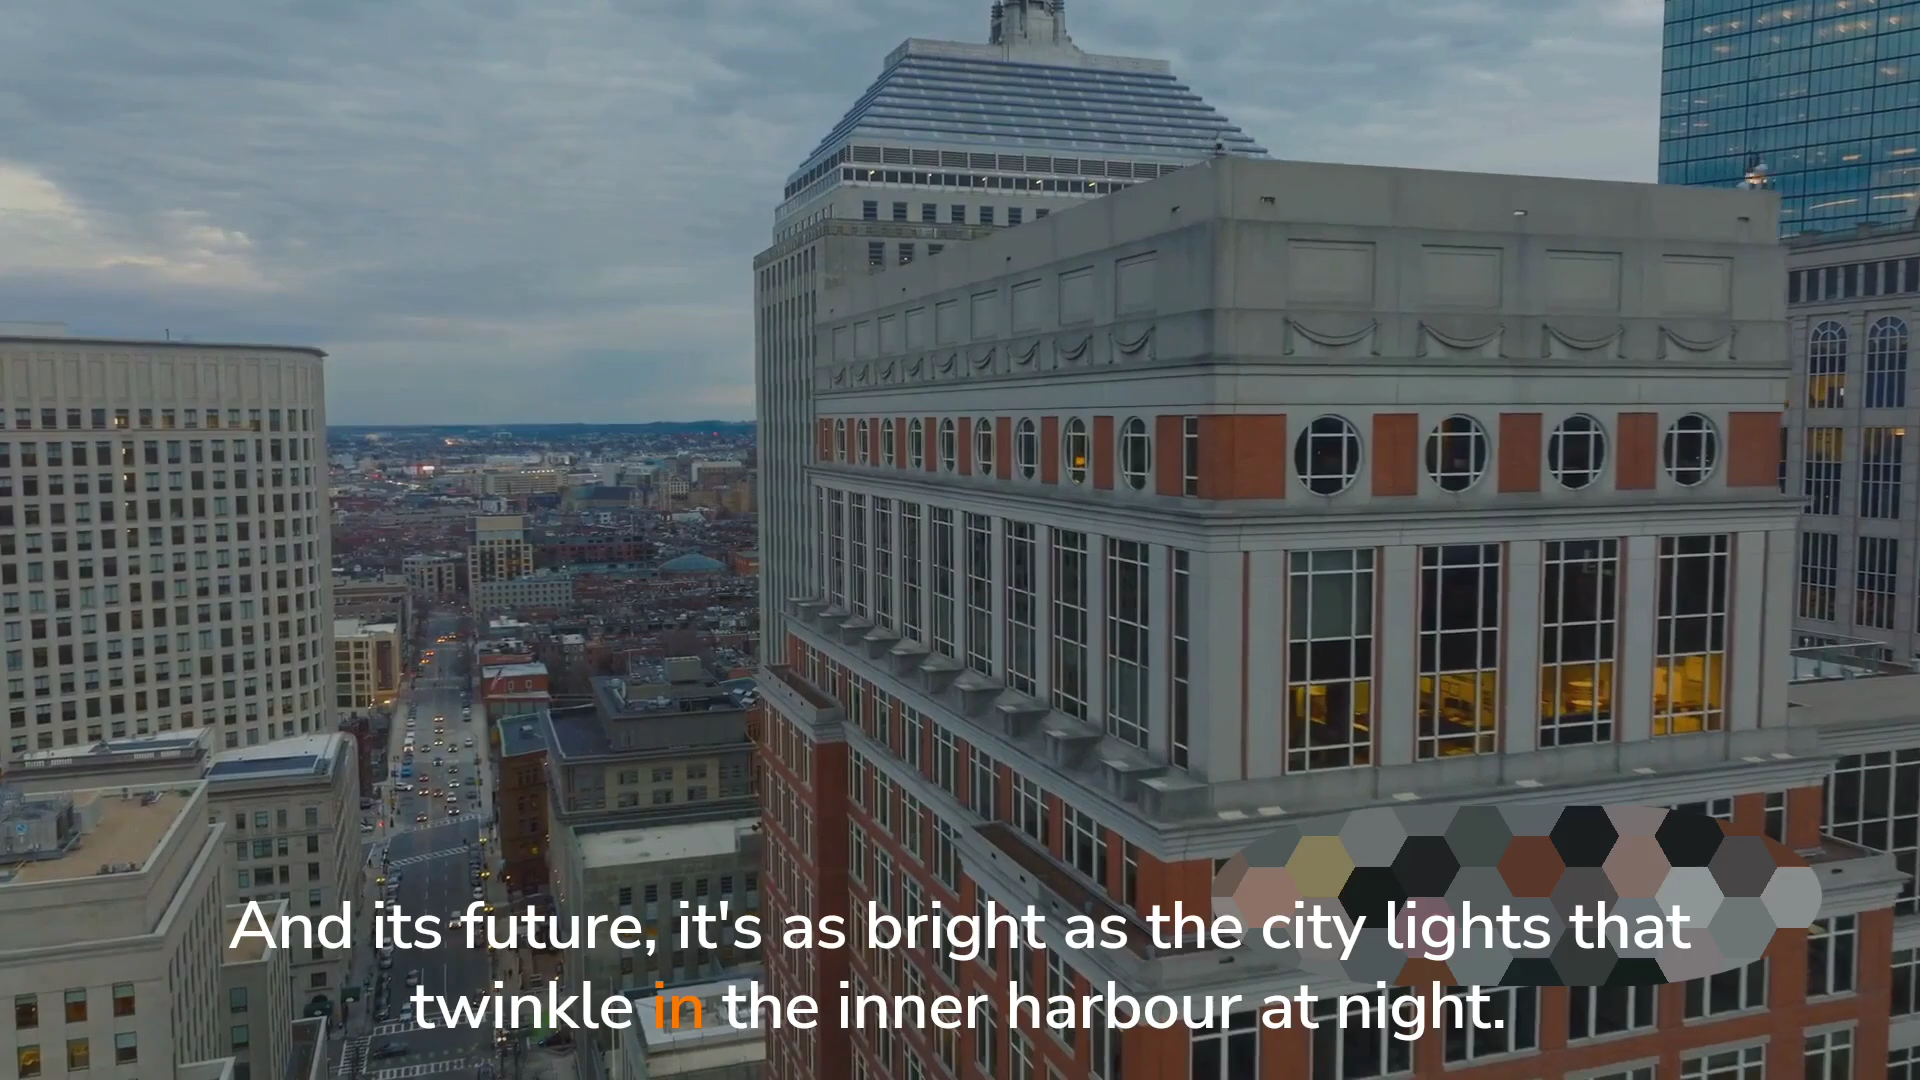 And its future, it's as bright as the city lights that
twinkle in the inner harbour at night.